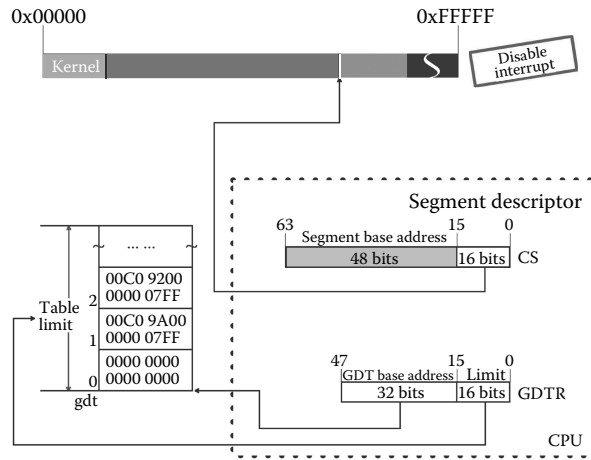 0x00000
0xFFFFF
Kernel
Disable
interrupt
Segment descriptor
63
15
0
Segment base address
48 bits
16 bits
CS
~
... ...
~
00C0 9200
0000 07FF
2
00C0 9A00
0000 07FF
1
0000 0000
0000 0000
0
Table
limit
gdt
47
15
0
GDT base address
Limit
32 bits
16 bits
GDTR
CPU